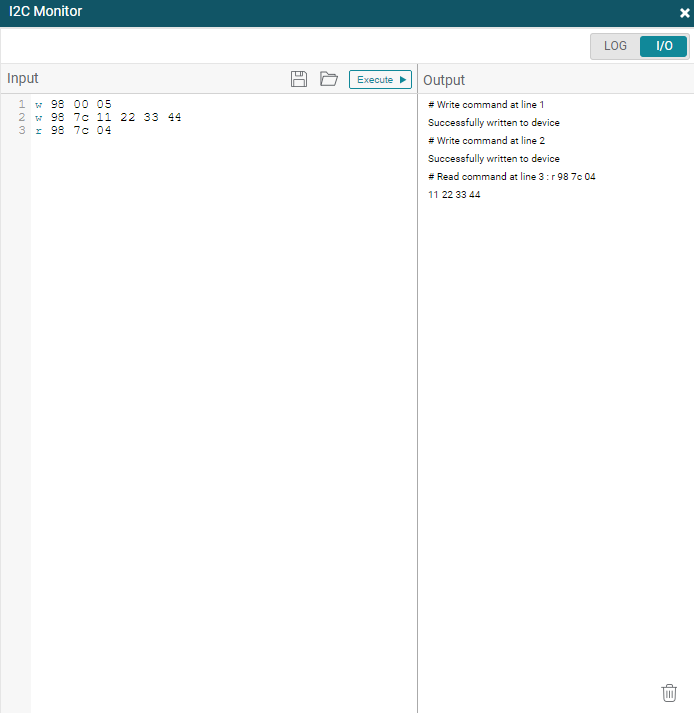 I2C Monitor
LOG I/O
Input
Execute
1 w 98 00 05
2 w 98 7c 11 22 33 44
3 r 98 7c 04
Output
# Write command at line 1
Successfully written to device
# Write command at line 2
Successfully written to device
# Read command at line 3 : r 98 7c 04
11 22 33 44